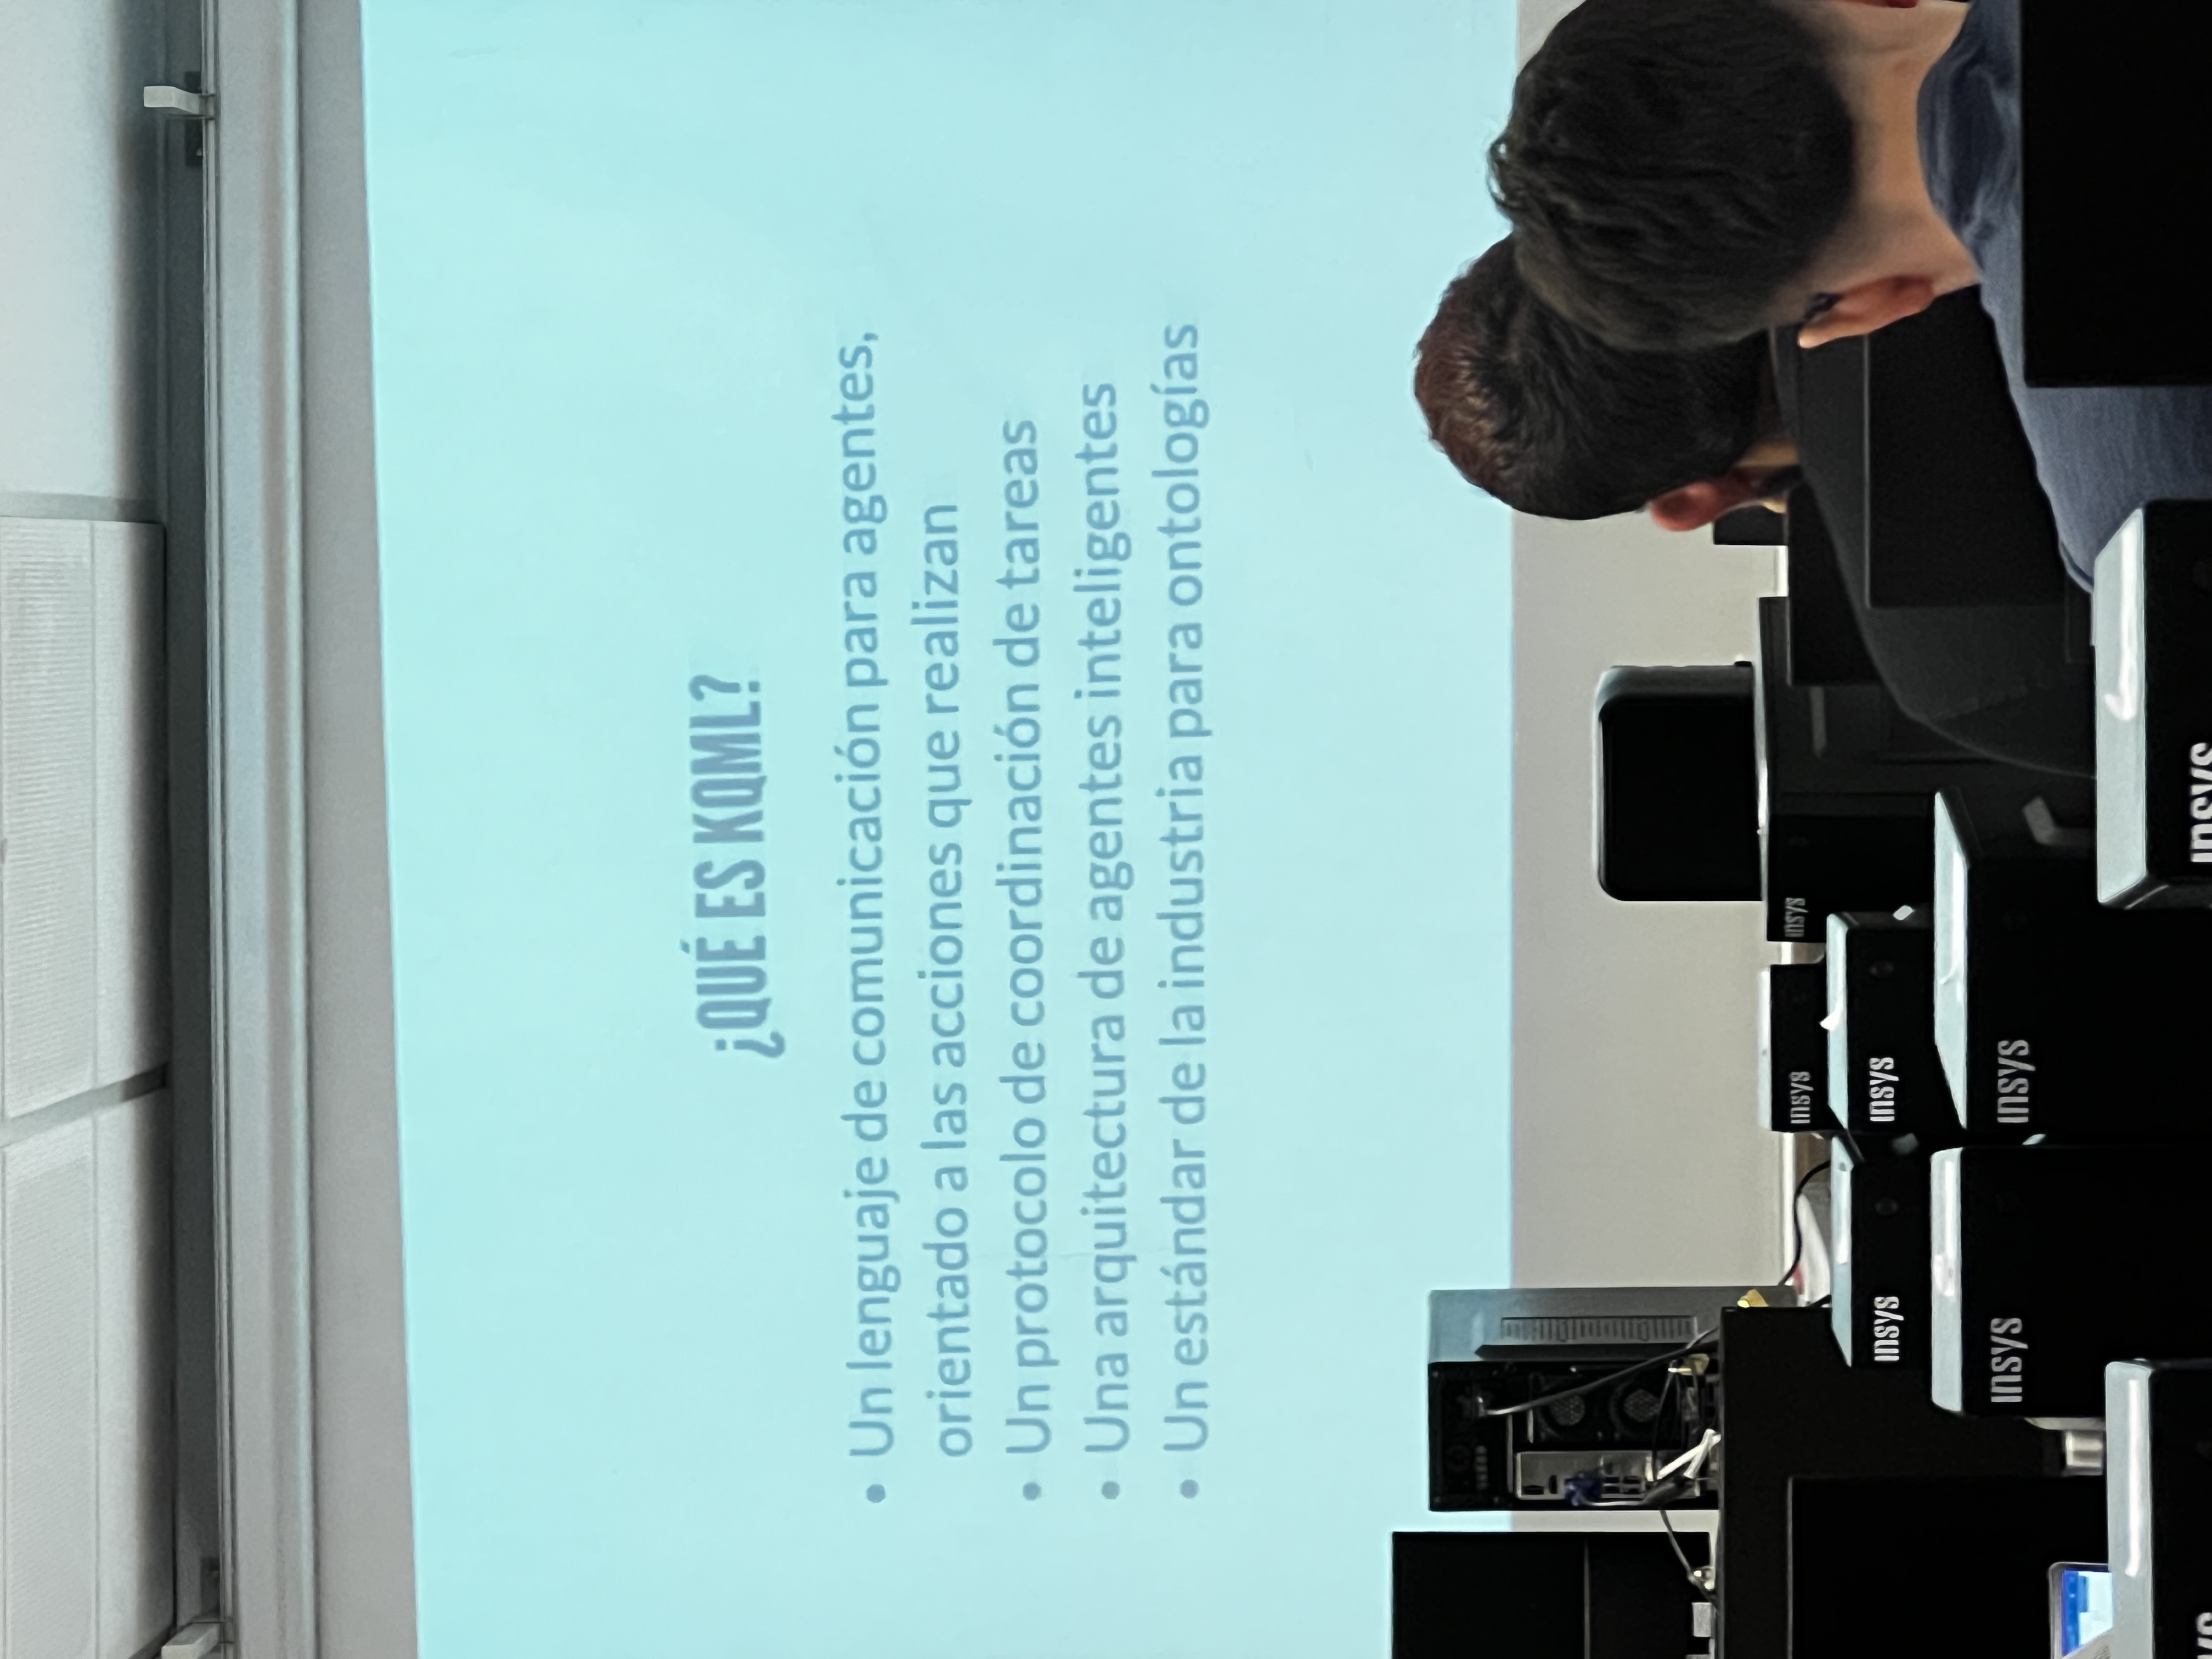 ¿QUÉ ES KQML?
• Un lenguaje de comunicación para agentes,
orientado a las acciones que realizan
• Un protocolo de coordinación de tareas
• Una arquitectura de agentes inteligentes
• Un estándar de la industria para ontologías
insys
insys
insys
insys
insys
insys
insys